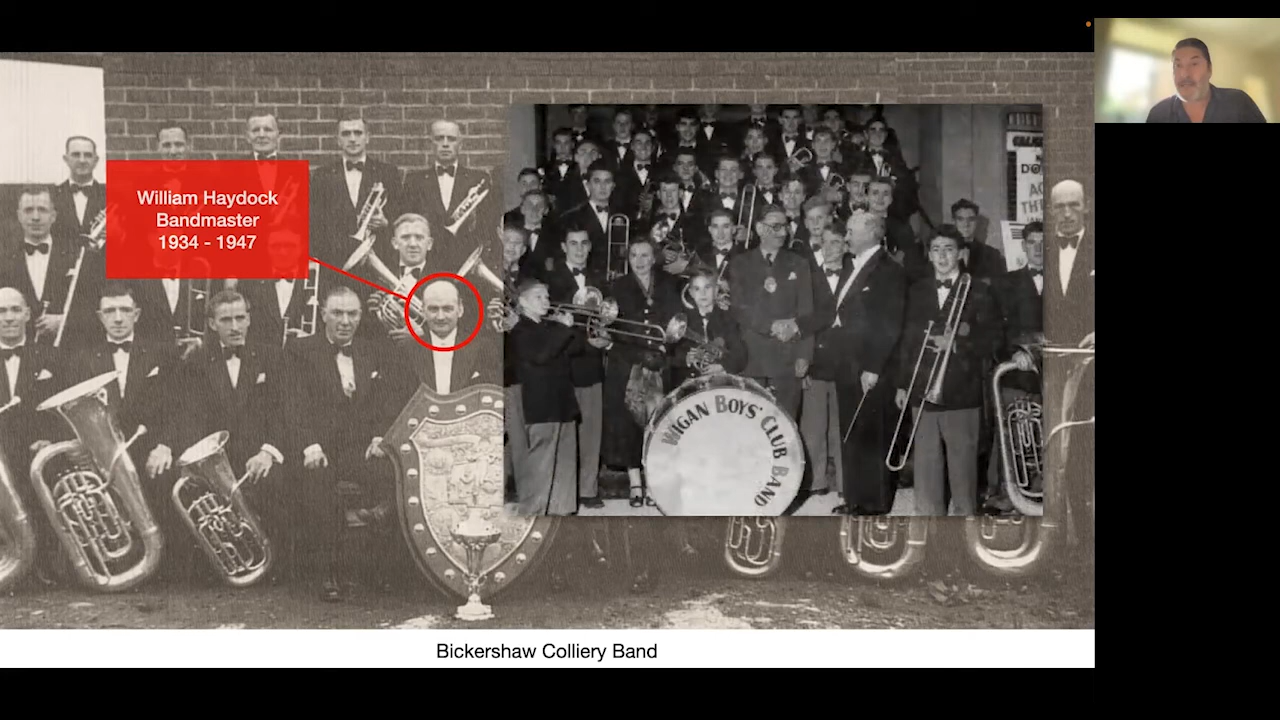 William Haydock
Bandmaster
1934 - 1947
WIGAN BOYS' CLUB BAND
Bickershaw Colliery Band